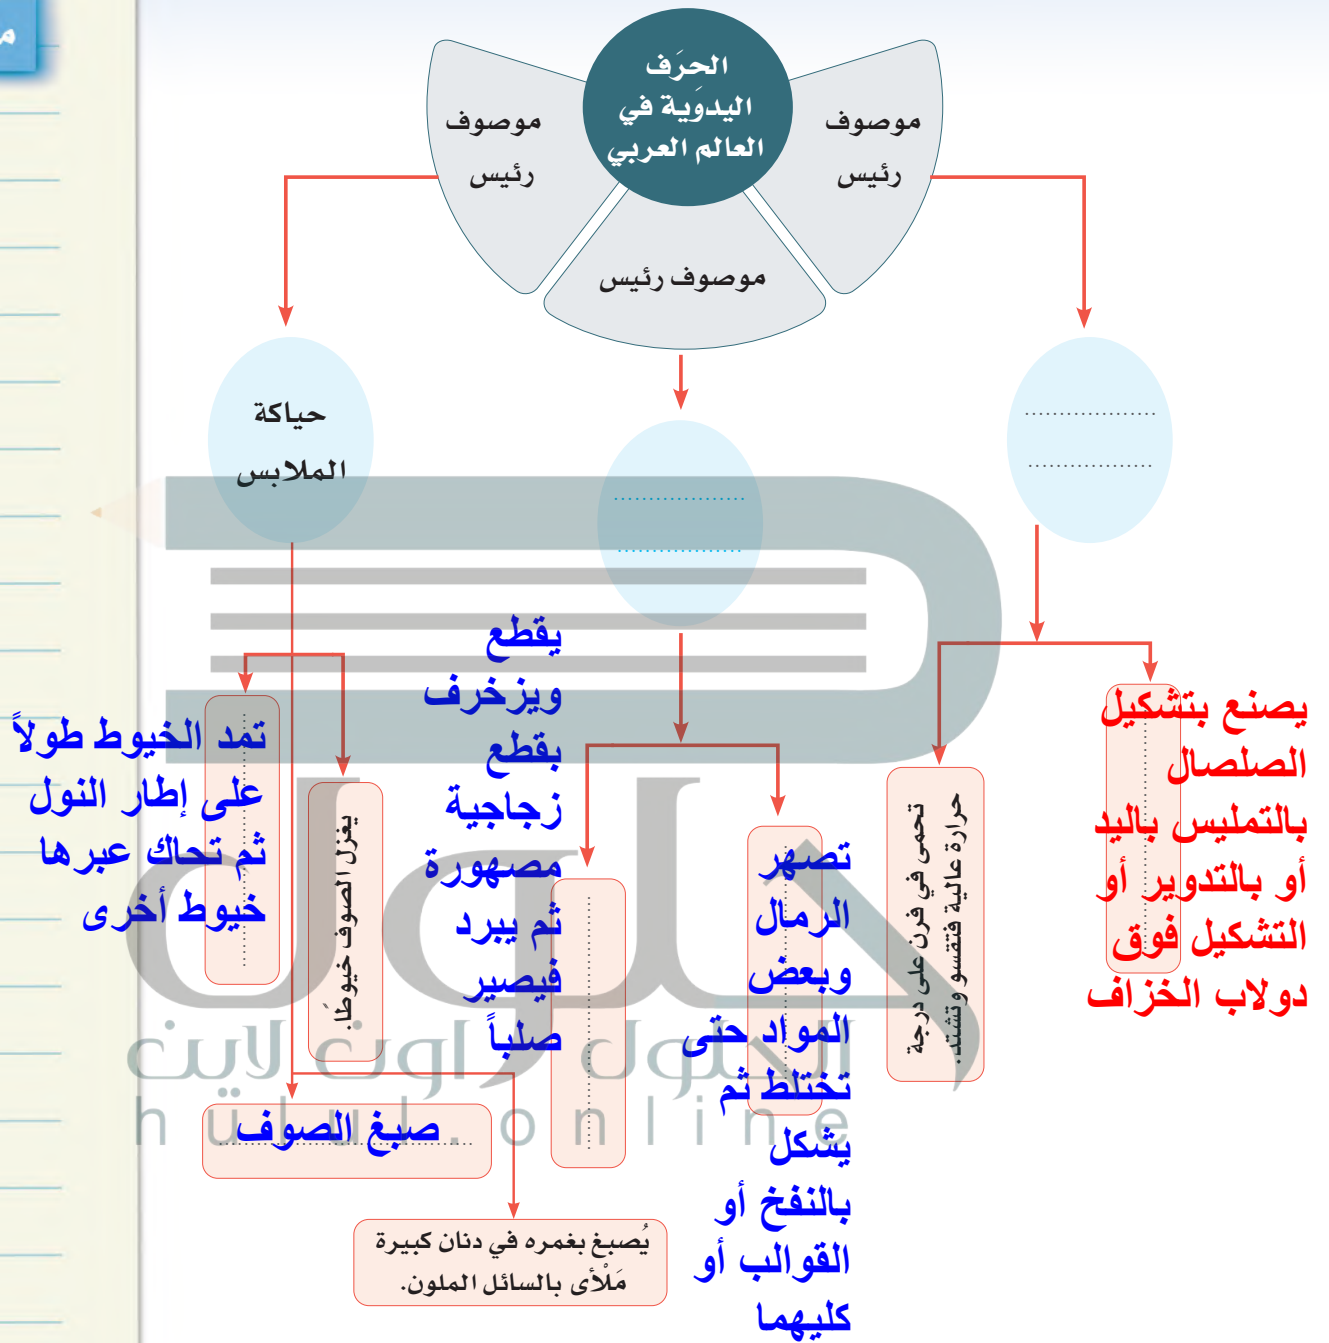 الحرَف
اليدوَية في
العالم العربي
موصوف
رئيس
موصوف رئيس
موصوف
رئيس
....................
....................
....................
....................
حياكة
الملابس
يصنع بتشكيل
الصلصال
بالتمليس باليد
أو بالتدوير أو
التشكيل فوق
دولاب الخزاف
تحمى في فرن على درجة
حرارة عالية فتقسو وتشتد.
تصهر
الرمال
وبعض
المواد حتى
تختلط ثم
يشكل
بالنفخ أو
القوالب أو
كليهما
يقطع
ويزخرف
بقطع
زجاجية
مصهورة
ثم يبرد
فيصير
صلباً
يغزل الصوف خيوطًا.
تمد الخيوط طولاً
على إطار النول
ثم تحاك عبرها
خيوط أخرى
صبغ الصوف
يُصبغ بغمره في دنان كبيرة
مَلْأى بالسائل الملون.
حلول
الحلول اون لاين
hulul.online